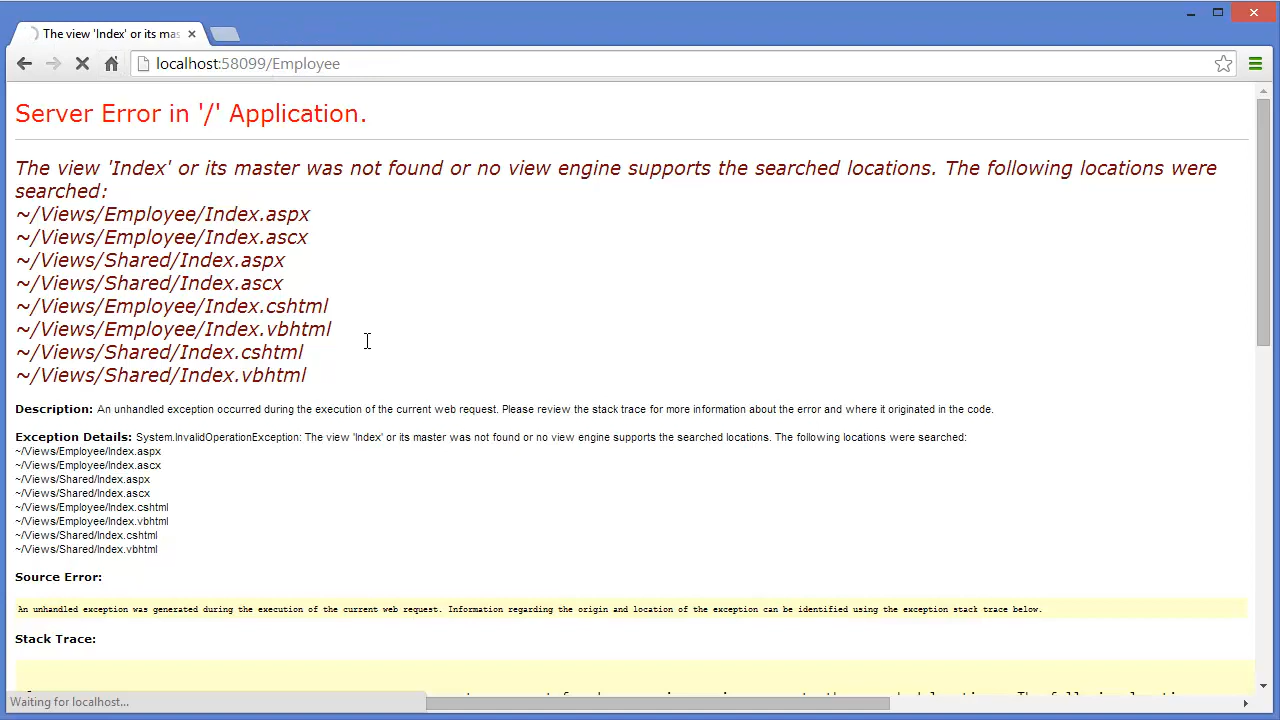 The view 'Index' or its mas
localhost:58099/Employee
Server Error in '/' Application.
The view 'Index' or its master was not found or no view engine supports the searched locations. The following locations were
searched:
~/Views/Employee/Index.aspx
~/Views/Employee/Index.ascx
~/Views/Shared/Index.aspx
~/Views/Shared/Index.ascx
~/Views/Employee/Index.cshtml
~/Views/Employee/Index.vbhtml
~/Views/Shared/Index.cshtml
~/Views/Shared/Index.vbhtml
Description: An unhandled exception occurred during the execution of the current web request. Please review the stack trace for more information about the error and where it originated in the code.
Exception Details: System.InvalidOperationException: The view 'Index' or its master was not found or no view engine supports the searched locations. The following locations were searched:
~/Views/Employee/Index.aspx
~/Views/Employee/Index.ascx
~/Views/Shared/Index.aspx
~/Views/Shared/Index.ascx
~/Views/Employee/Index.cshtml
~/Views/Employee/Index.vbhtml
~/Views/Shared/Index.cshtml
~/Views/Shared/Index.vbhtml
Source Error:
An unhandled exception was generated during the execution of the current web request. Information regarding the origin and location of the exception can be identified using the exception stack trace below.
Stack Trace:
Waiting for localhost...